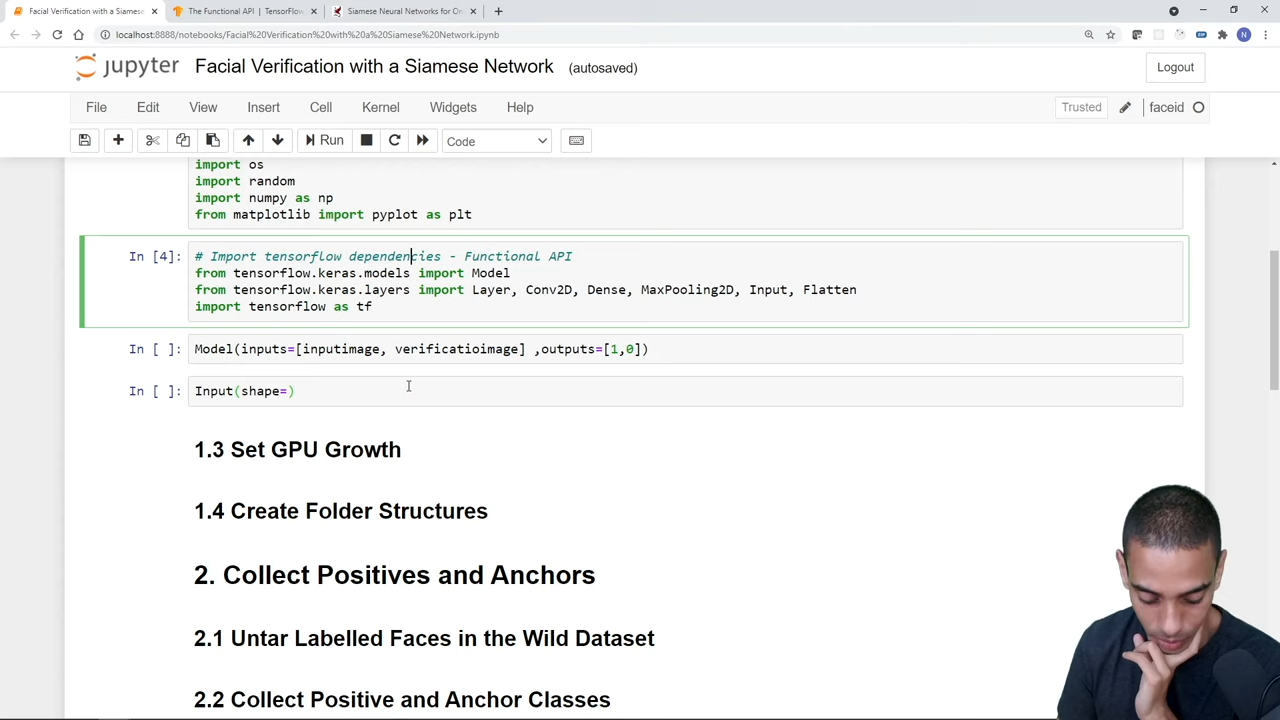 Facial Verification with a Siamese
The Functional API | TensorFlow
Siamese Neural Networks for On
localhost:8888/notebooks/Facial%20Verification%20with%20a%20Siamese%20Network.ipynb
N
jupyter Facial Verification with a Siamese Network (autosaved)
Logout
File Edit View Insert Cell Kernel Widgets Help
Trusted
faceid
Run
Code
import os
import random
import numpy as np
from matplotlib import pyplot as plt
In [4]: # Import tensorflow dependencies - Functional API
from tensorflow.keras.models import Model
from tensorflow.keras.layers import Layer, Conv2D, Dense, MaxPooling2D, Input, Flatten
import tensorflow as tf
In [ ]: Model(inputs=[inputimage, verificatioimage] ,outputs=[1,0])
In [ ]: Input(shape=)
1.3 Set GPU Growth
1.4 Create Folder Structures
2. Collect Positives and Anchors
2.1 Untar Labelled Faces in the Wild Dataset
2.2 Collect Positive and Anchor Classes